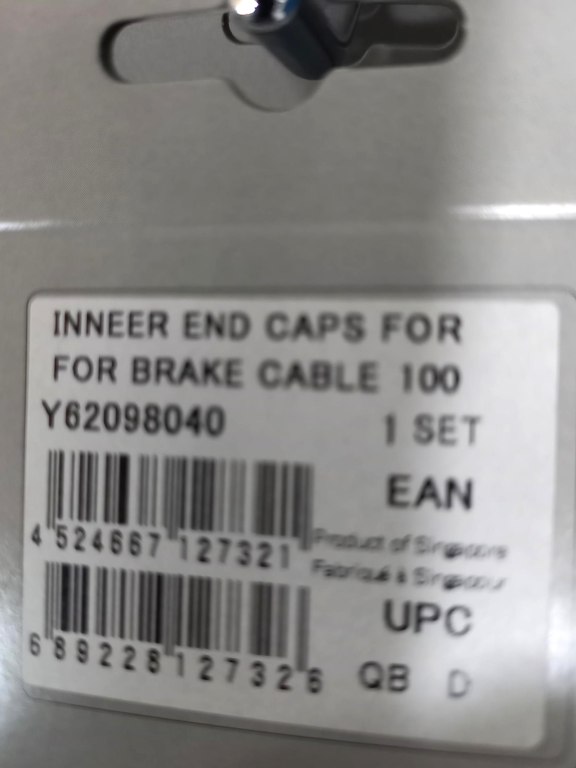 INNEER END CAPS FOR
FOR BRAKE CABLE 100
Y62098040 1 SET
EAN
4 524667 127321
Product of Singapore
Fabriqué à Singapour
UPC
6 89228 12732 6
QB D